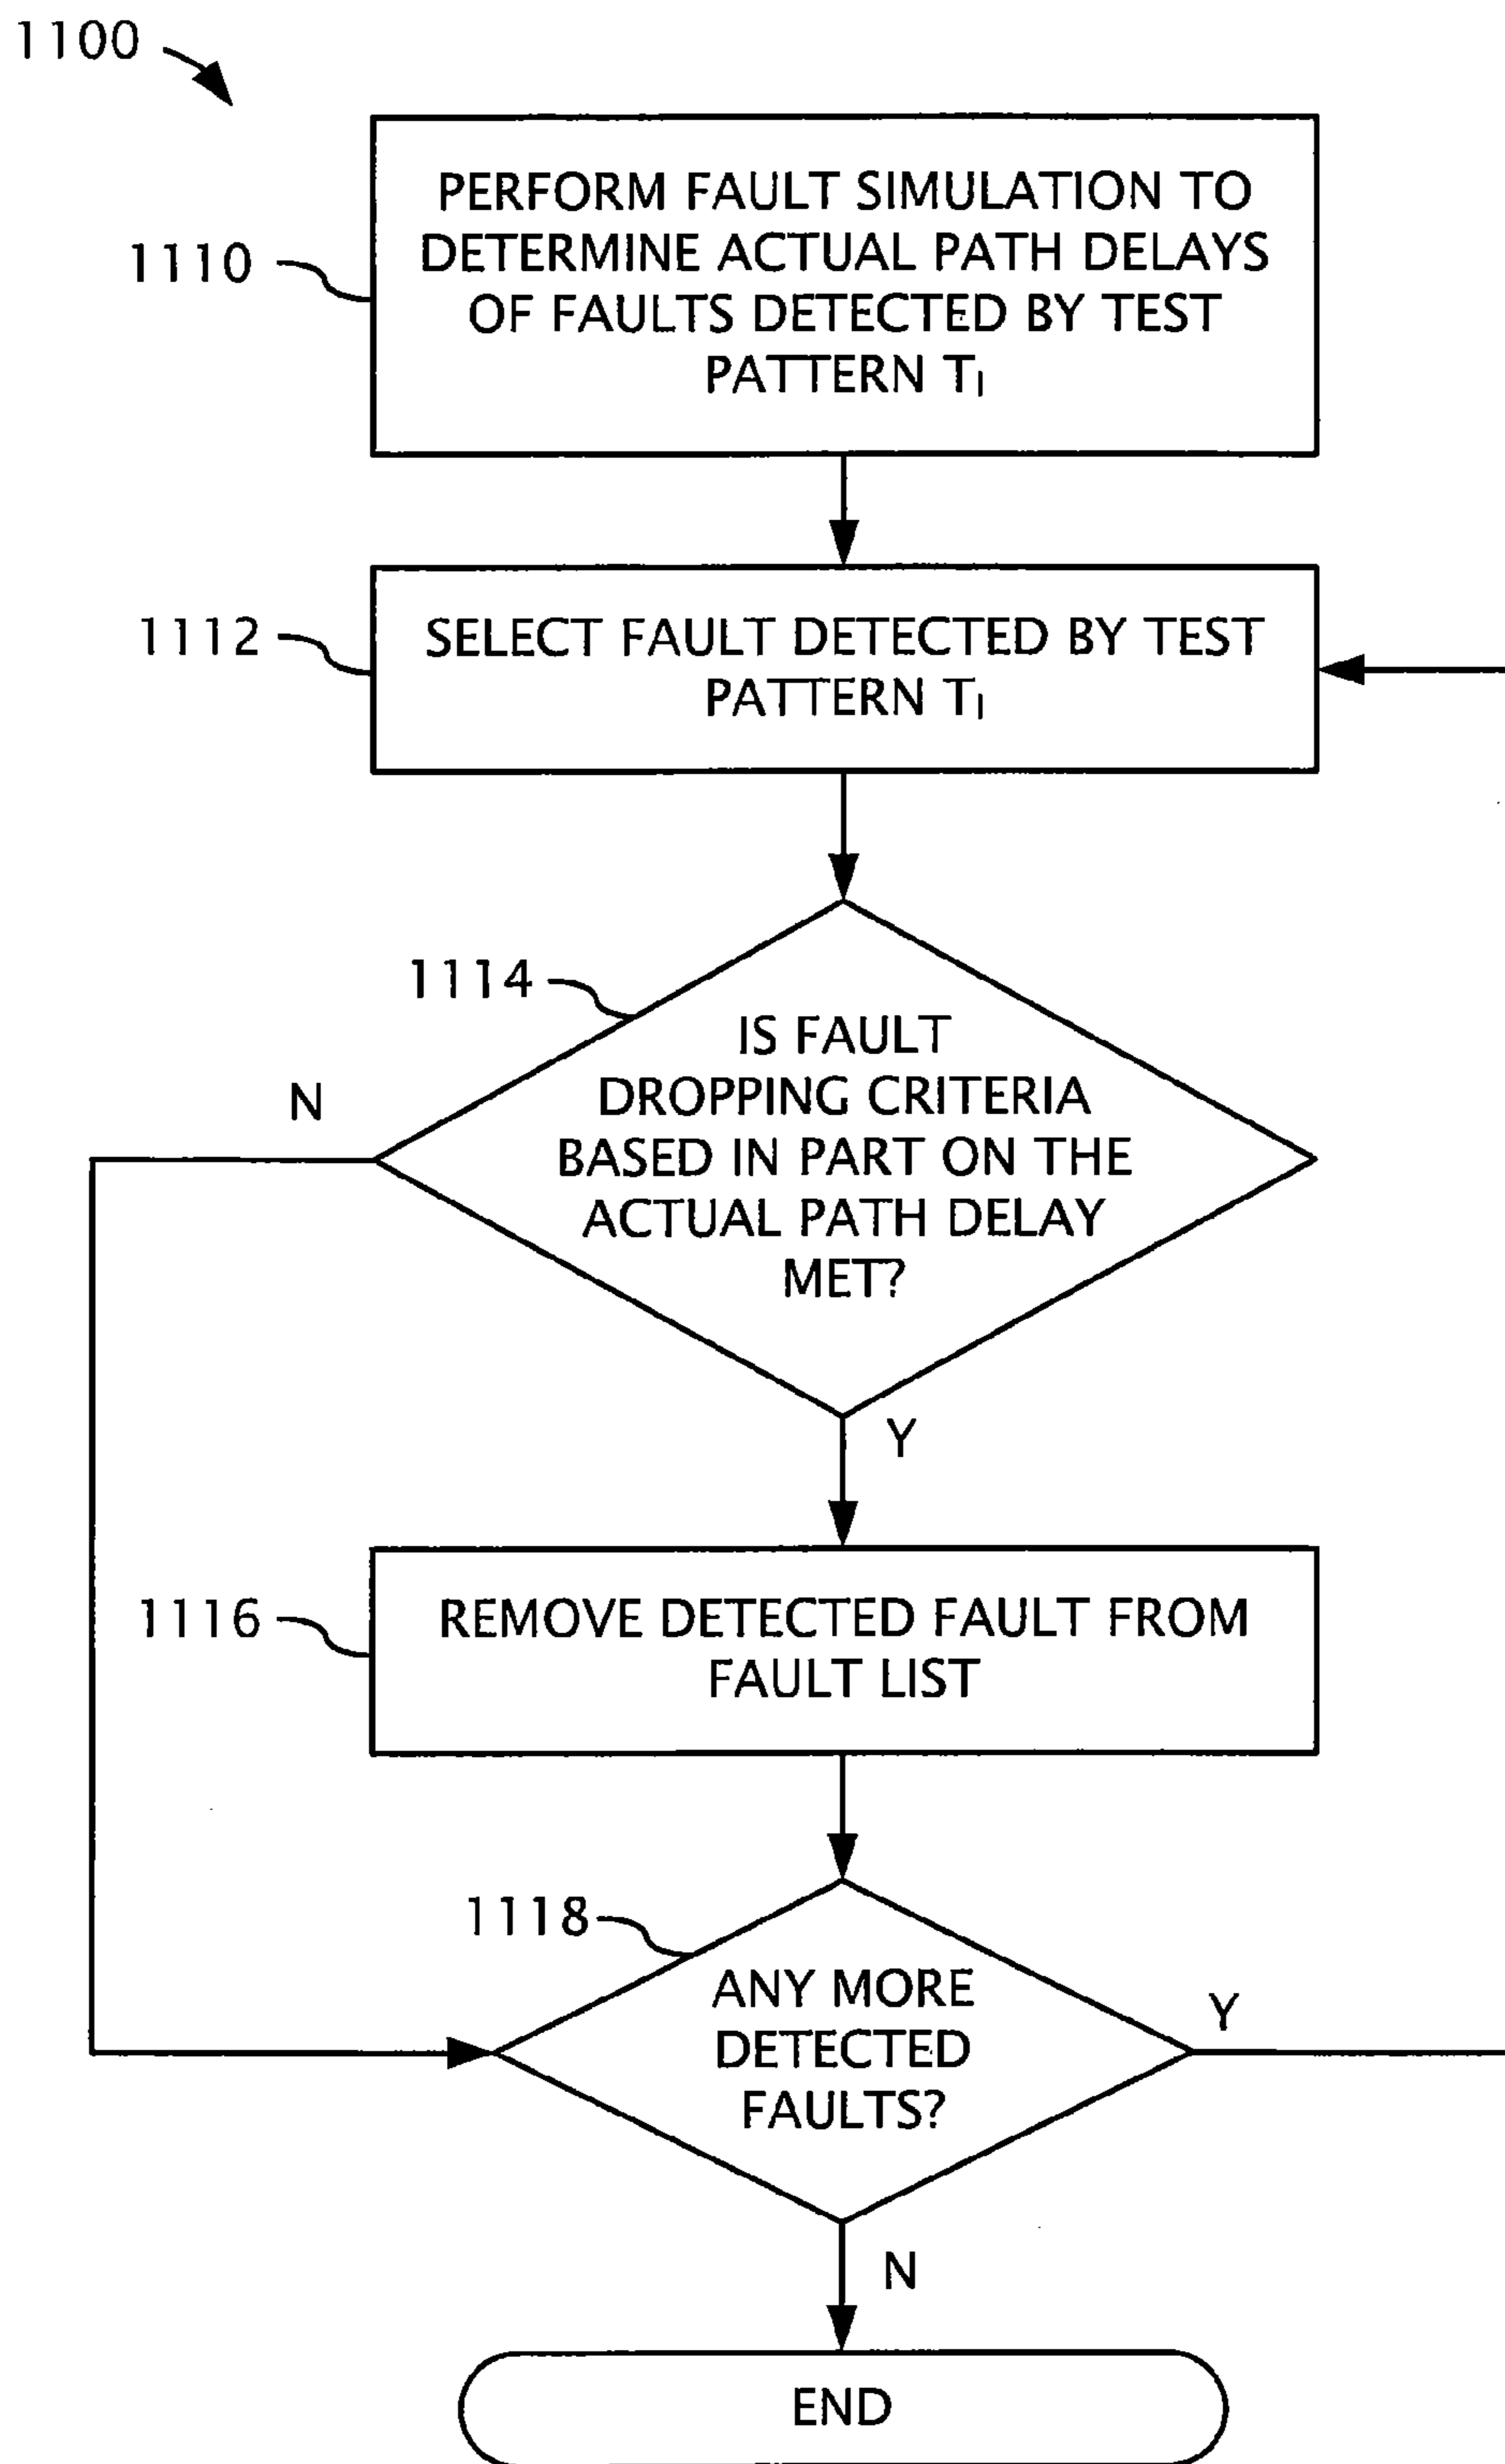 1100
PERFORM FAULT SIMULATION TO
DETERMINE ACTUAL PATH DELAYS
OF FAULTS DETECTED BY TEST
PATTERN TI
1110
SELECT FAULT DETECTED BY TEST
PATTERN TI
1112
1114
IS FAULT
DROPPING CRITERIA
BASED IN PART ON THE
ACTUAL PATH DELAY
MET?
N
Y
REMOVE DETECTED FAULT FROM
FAULT LIST
1116
1118
ANY MORE
DETECTED
FAULTS?
Y
N
END